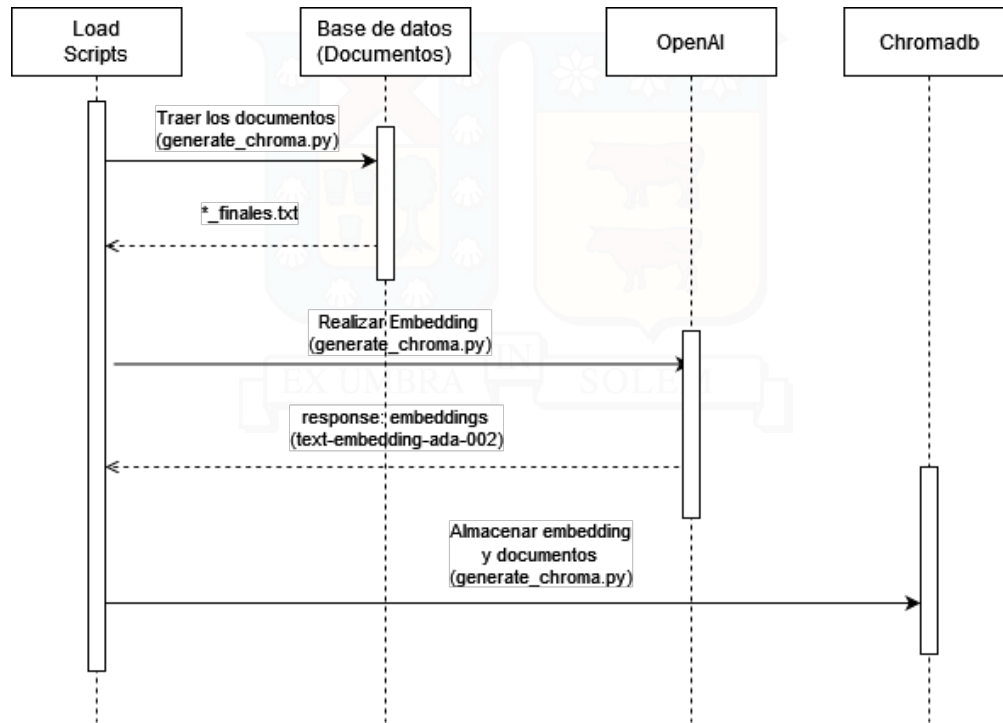 Load
Scripts
Base de datos
(Documentos)
OpenAI
Chromadb
Traer los documentos
(generate_chroma.py)
*_finales.txt
Realizar Embedding
(generate_chroma.py)
EX UMBRA
IN
SOLEM
response: embeddings
(text-embedding-ada-002)
Almacenar embedding
y documentos
(generate_chroma.py)